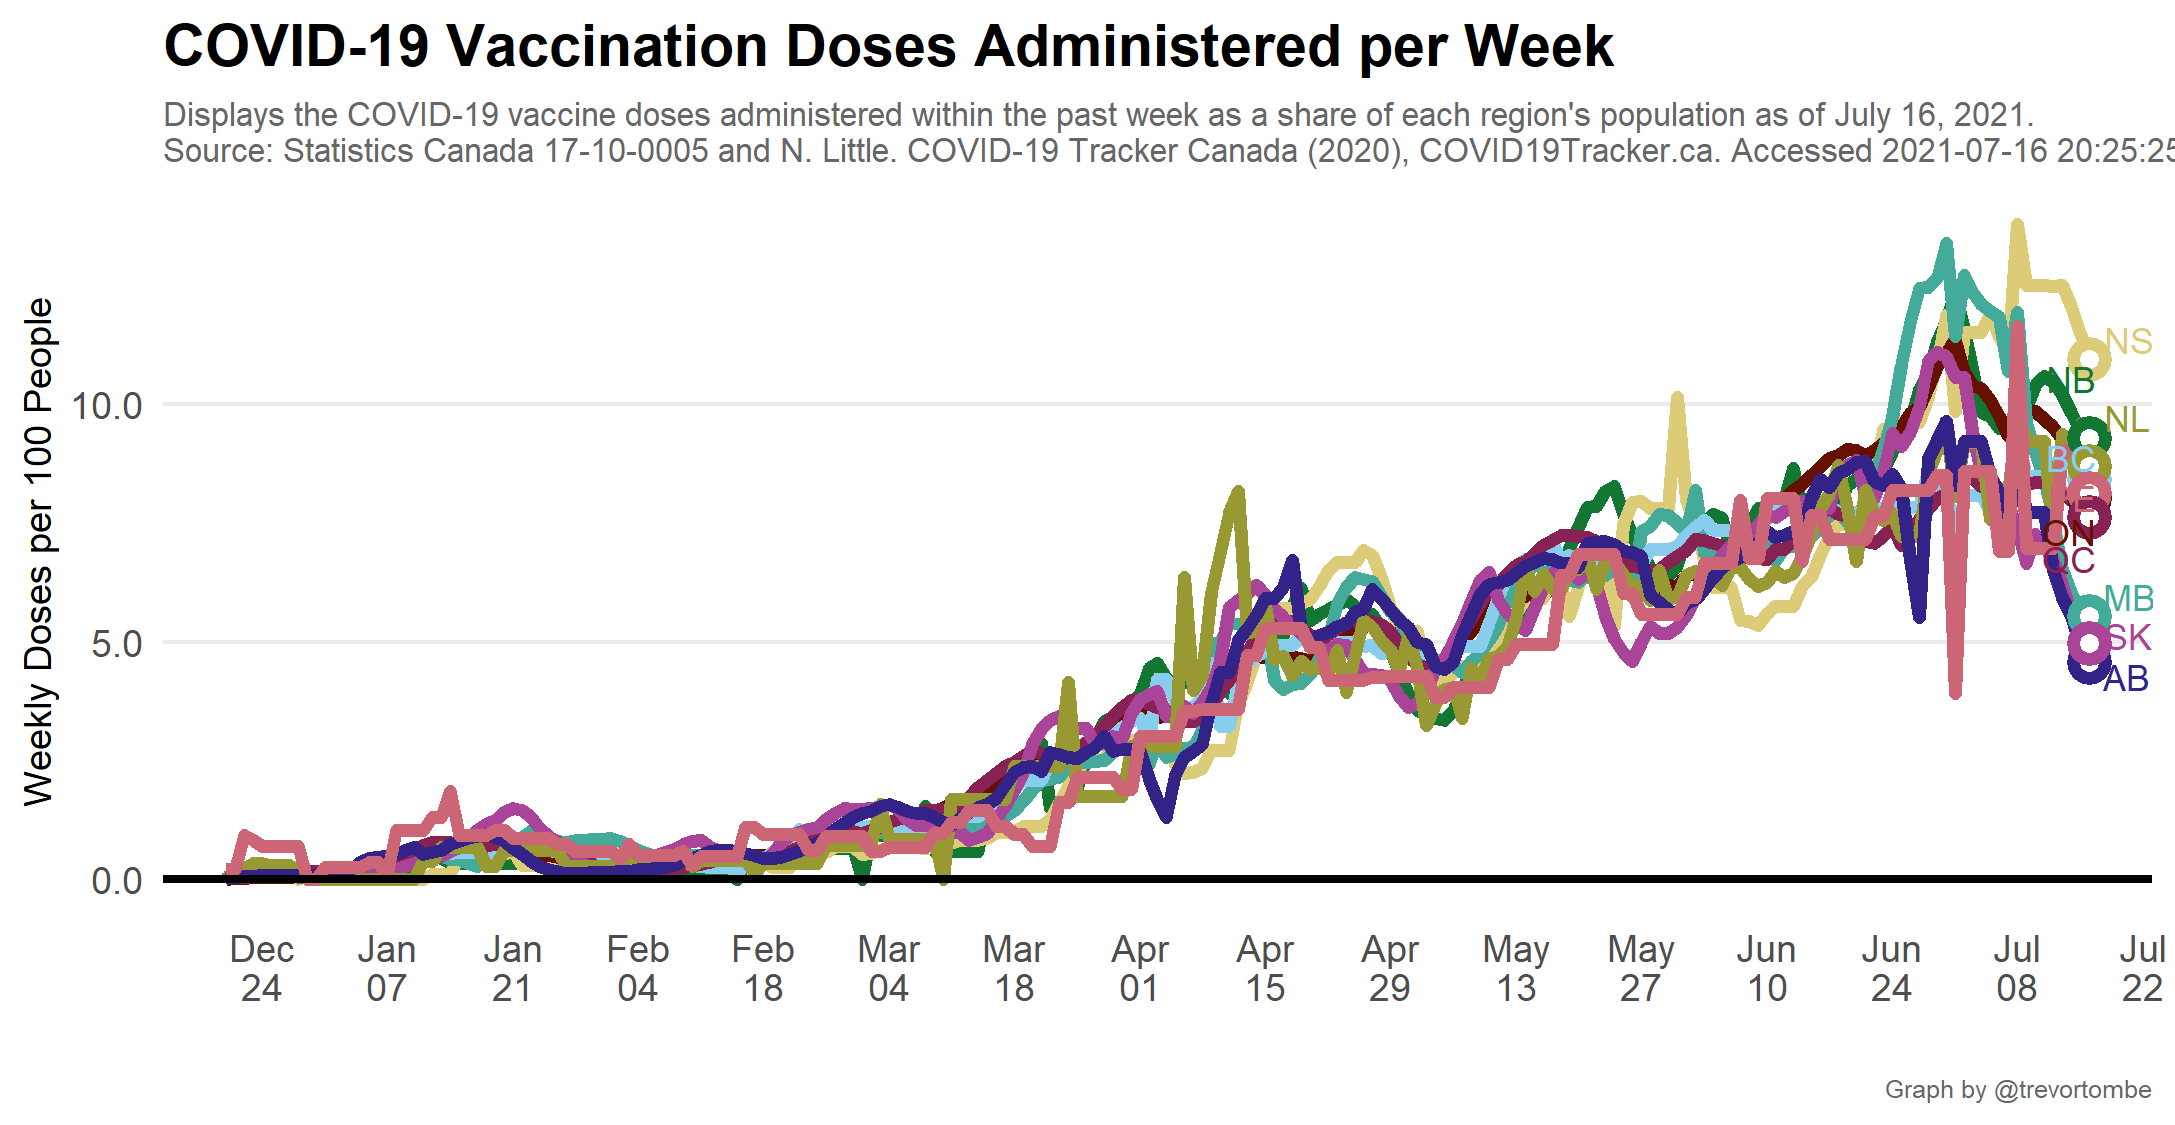 COVID-19 Vaccination Doses Administered per Week
Displays the COVID-19 vaccine doses administered within the past week as a share of each region's population as of July 16, 2021.
Source: Statistics Canada 17-10-0005 and N. Little. COVID-19 Tracker Canada (2020), COVID19Tracker.ca. Accessed 2021-07-16 20:25:25
Weekly Doses per 100 People
10.0
5.0
0.0
NS
NB
NL
BC
ON
QC
MB
SK
AB
Dec 24
Jan 07
Jan 21
Feb 04
Feb 18
Mar 04
Mar 18
Apr 01
Apr 15
Apr 29
May 13
May 27
Jun 10
Jun 24
Jul 08
Jul 22
Graph by @trevortombe